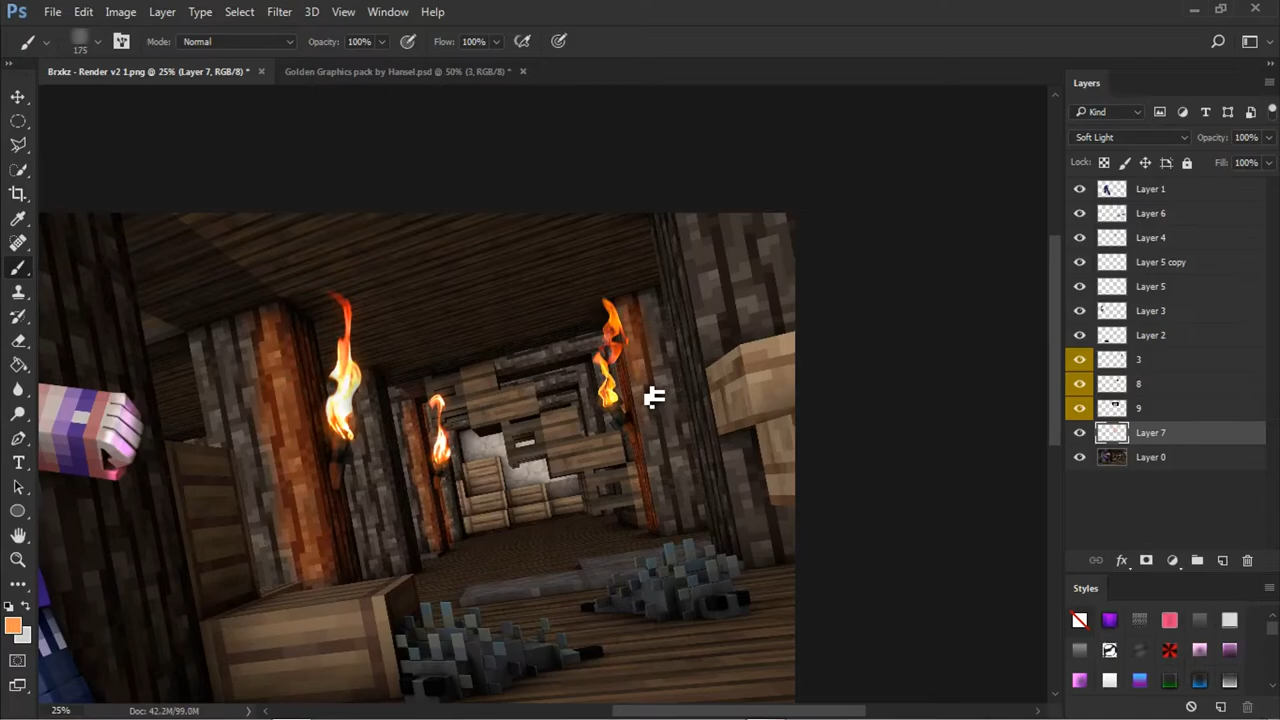 Ps File Edit Image Layer Type Select Filter 3D View Window Help
175 Mode: Normal Opacity: 100% Flow: 100%
Brxkz - Render v2 1.png @ 25% (Layer 7, RGB/8) * × Golden Graphics pack by Hansel.psd @ 50% (3, RGB/8) * ×
Layers
Kind
Soft Light Opacity: 100%
Lock: Fill: 100%
Layer 1
Layer 6
Layer 4
Layer 5 copy
Layer 5
Layer 3
Layer 2
3
8
9
Layer 7
Layer 0
fx
Styles
25% Doc: 42.2M/99.0M